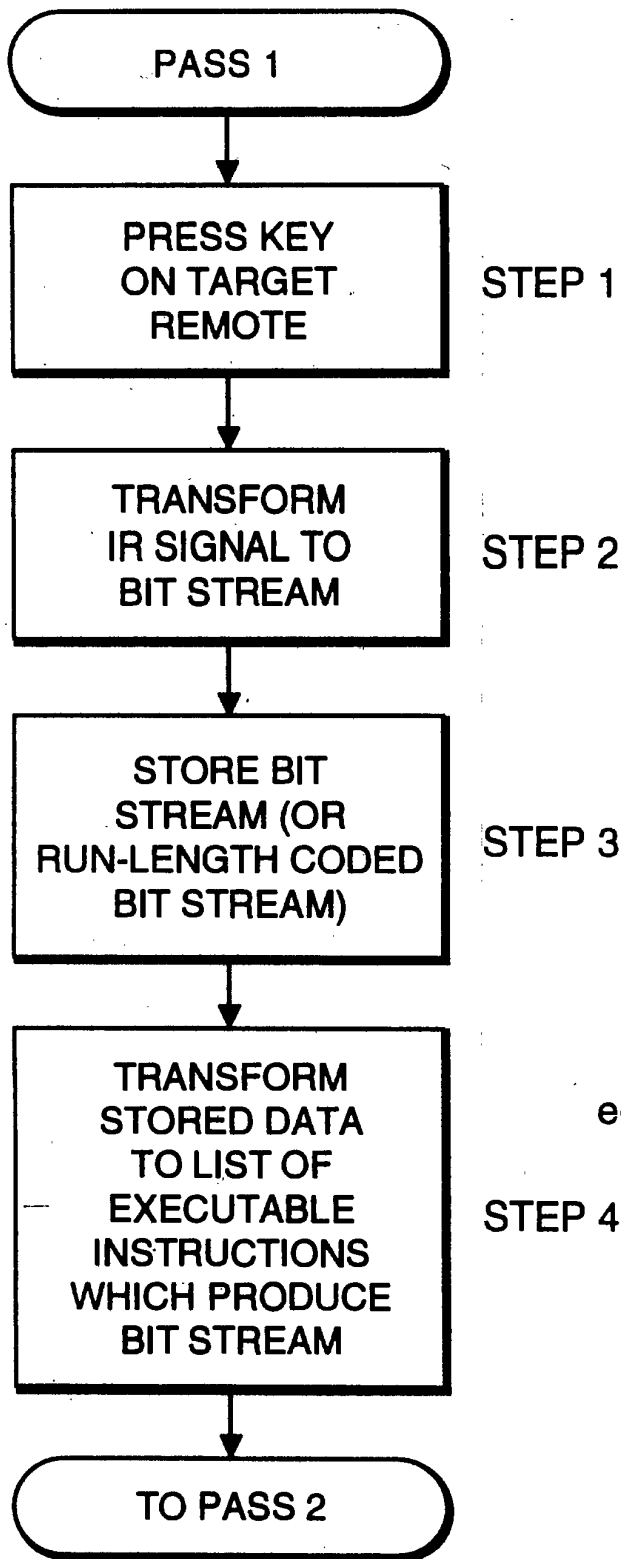 PASS 1
PRESS KEY
ON TARGET
REMOTE
STEP 1
TRANSFORM
IR SIGNAL TO
BIT STREAM
STEP 2
STORE BIT
STREAM (OR
RUN-LENGTH CODED
BIT STREAM)
STEP 3
TRANSFORM
STORED DATA
TO LIST OF
EXECUTABLE
INSTRUCTIONS
WHICH PRODUCE
BIT STREAM
e
STEP 4
TO PASS 2